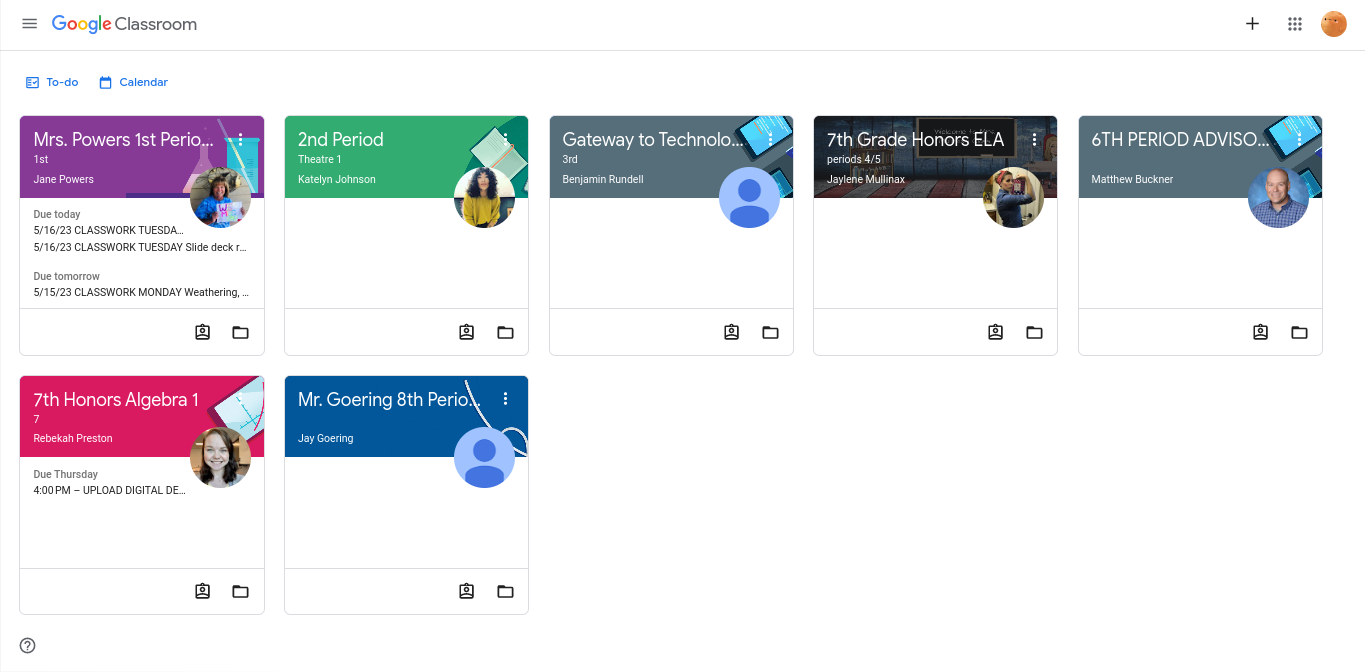 Google Classroom
To-do
Calendar
Mrs. Powers 1st Perio...
1st
Jane Powers
Due today
5/16/23 CLASSWORK TUESDA...
5/16/23 CLASSWORK TUESDAY Slide deck r...
Due tomorrow
5/15/23 CLASSWORK MONDAY Weathering, ...
2nd Period
Theatre 1
Katelyn Johnson
Gateway to Technolo...
3rd
Benjamin Rundell
7th Grade Honors ELA
periods 4/5
Jaylene Mullinax
6TH PERIOD ADVISO...
Matthew Buckner
7th Honors Algebra 1
7
Rebekah Preston
Due Thursday
4:00 PM – UPLOAD DIGITAL DE...
Mr. Goering 8th Perio...
Jay Goering